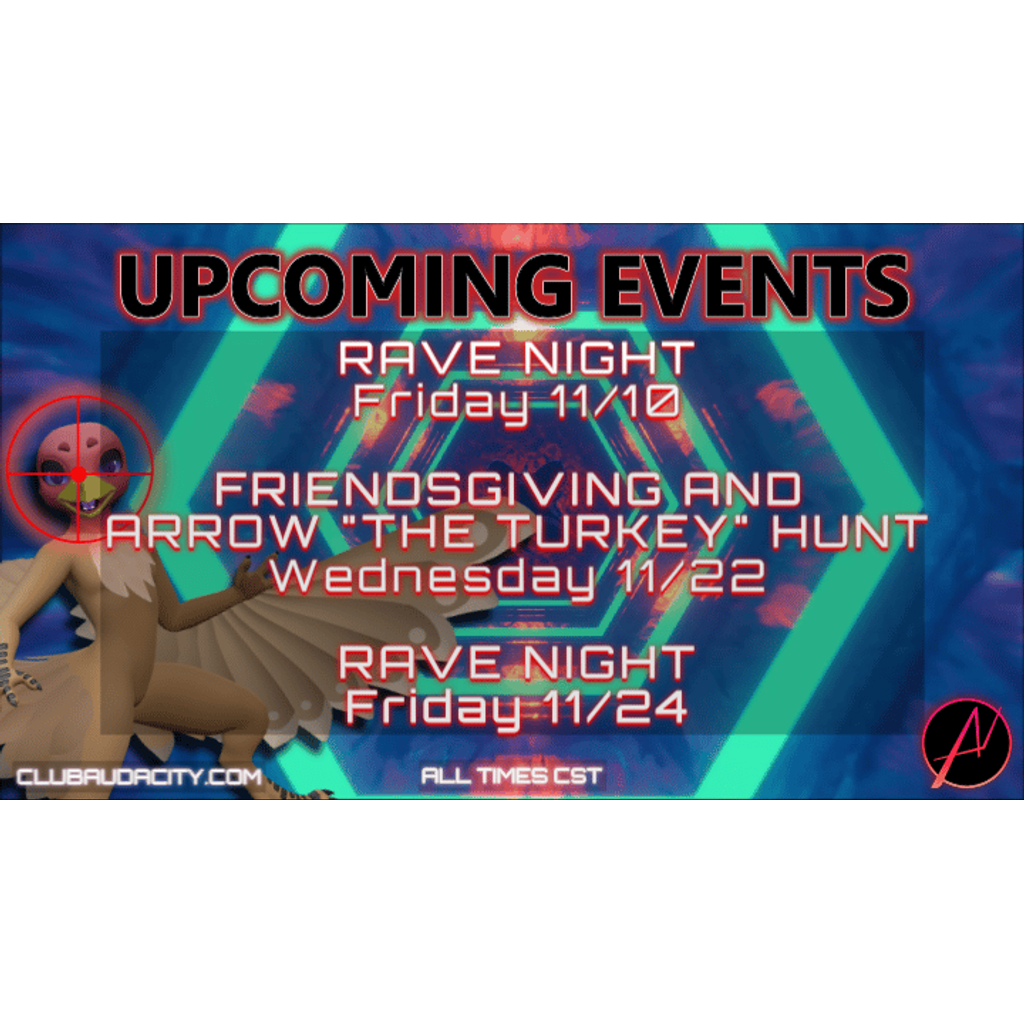 UPCOMING EVENTS
RAVE NIGHT
Friday 11/10
FRIENDSGIVING AND
ARROW "THE TURKEY" HUNT
Wednesday 11/22
RAVE NIGHT
Friday 11/24
CLUBAUDACITY.COM
ALL TIMES CST